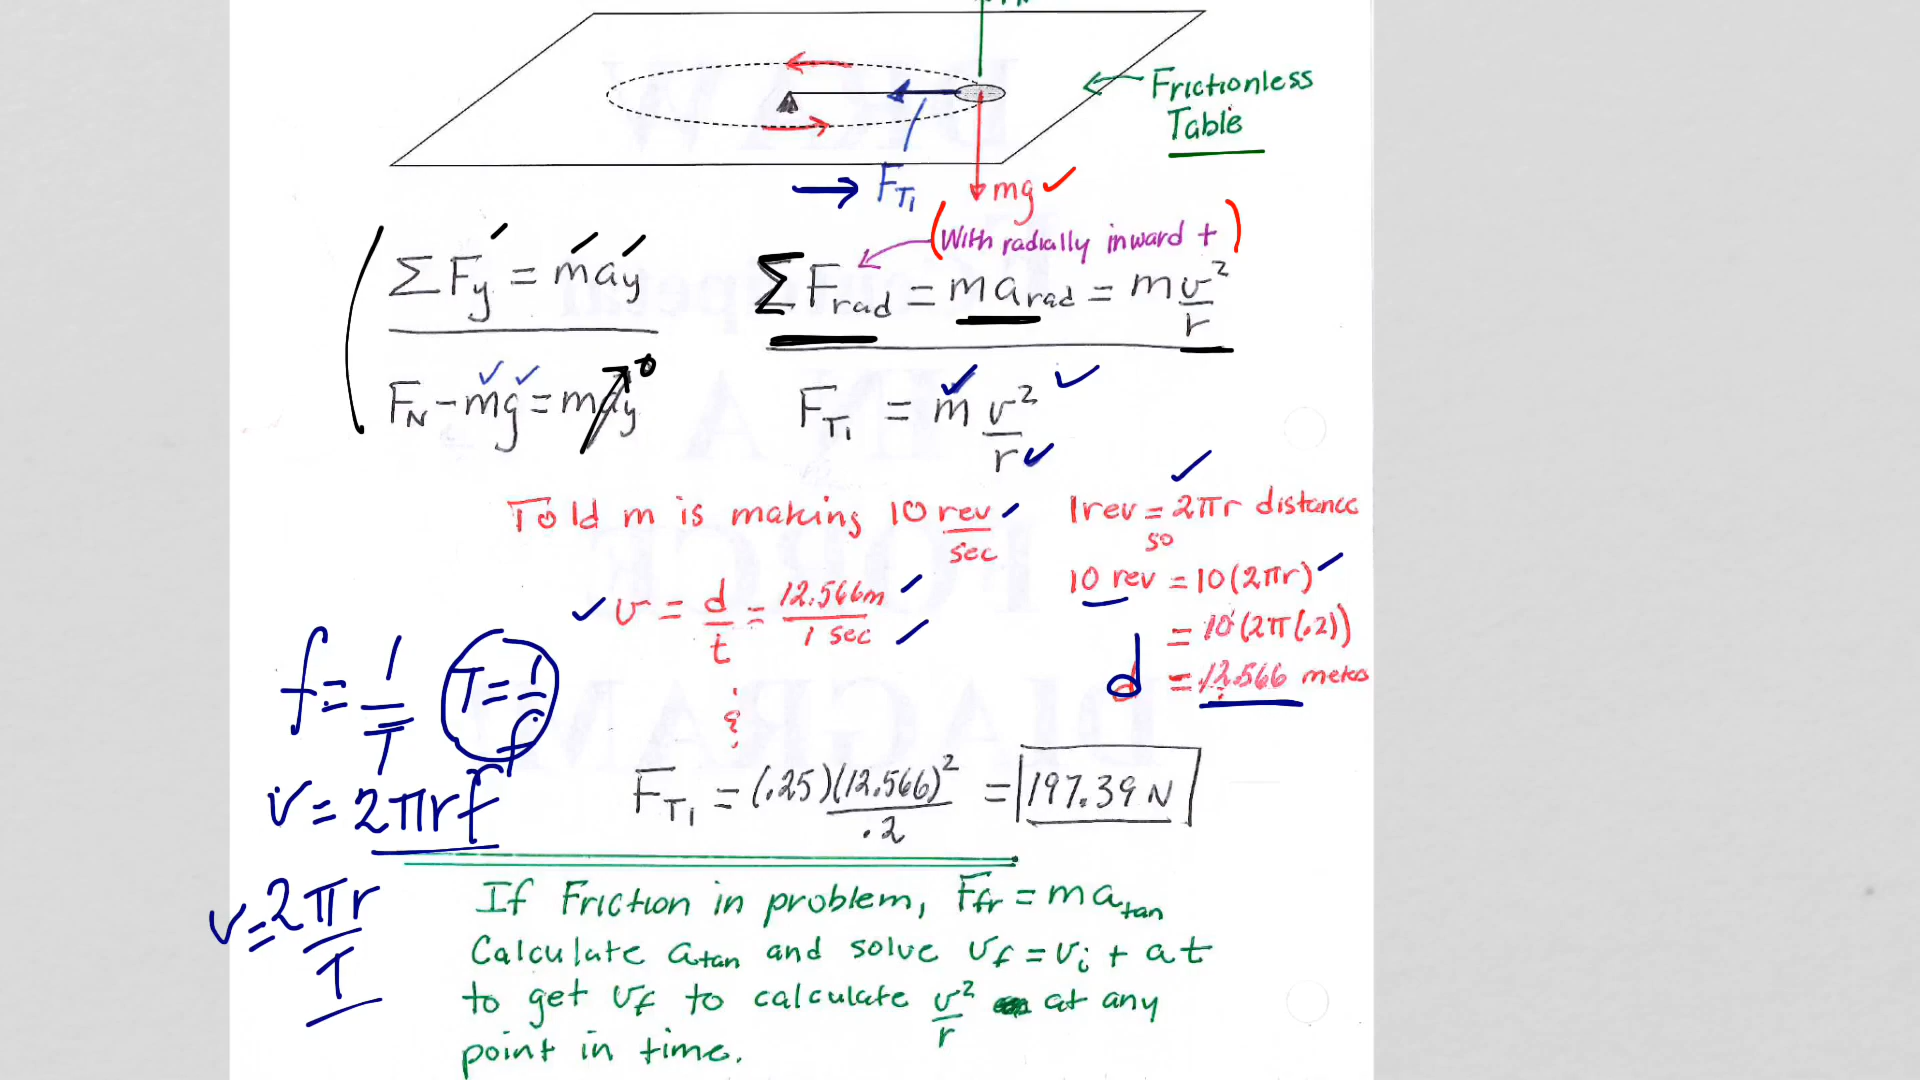 Frictionless
Table
F_T1
mg
(With radially inward +)
ΣF_y = ma_y
ΣF_rad = ma_rad = m v²/r
F_N - mg = ma_y 0
F_T1 = m v²/r
Told m is making 10 rev/sec
1 rev = 2πr distance
so
10 rev = 10(2πr)
= 10(2π(.2))
d = 12.566 meters
v = d/t = 12.566m / 1 sec
f = 1/T T = 1/f
v = 2πrf
F_T1 = (.25)(12.566)²/.2 = 197.39 N
v = 2πr/T
If Friction in problem, F_fr = ma_tan
Calculate a_tan and solve v_f = v_i + at
to get v_f to calculate v²/r at any
point in time.